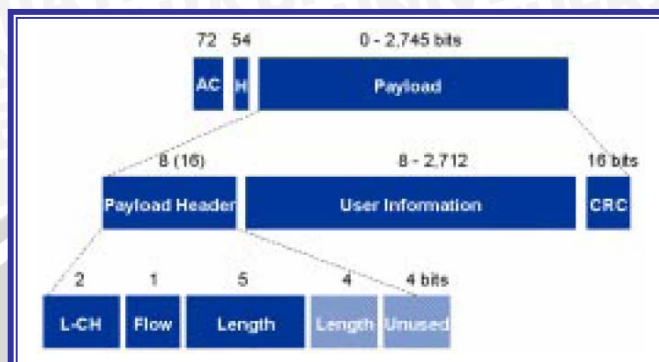 72 54 0 - 2,745 bits
AC H Payload
8 (16) 8 - 2,712 16 bits
Payload Header User Information CRC
2 1 5 4 4 bits
L-CH Flow Length Length Unused